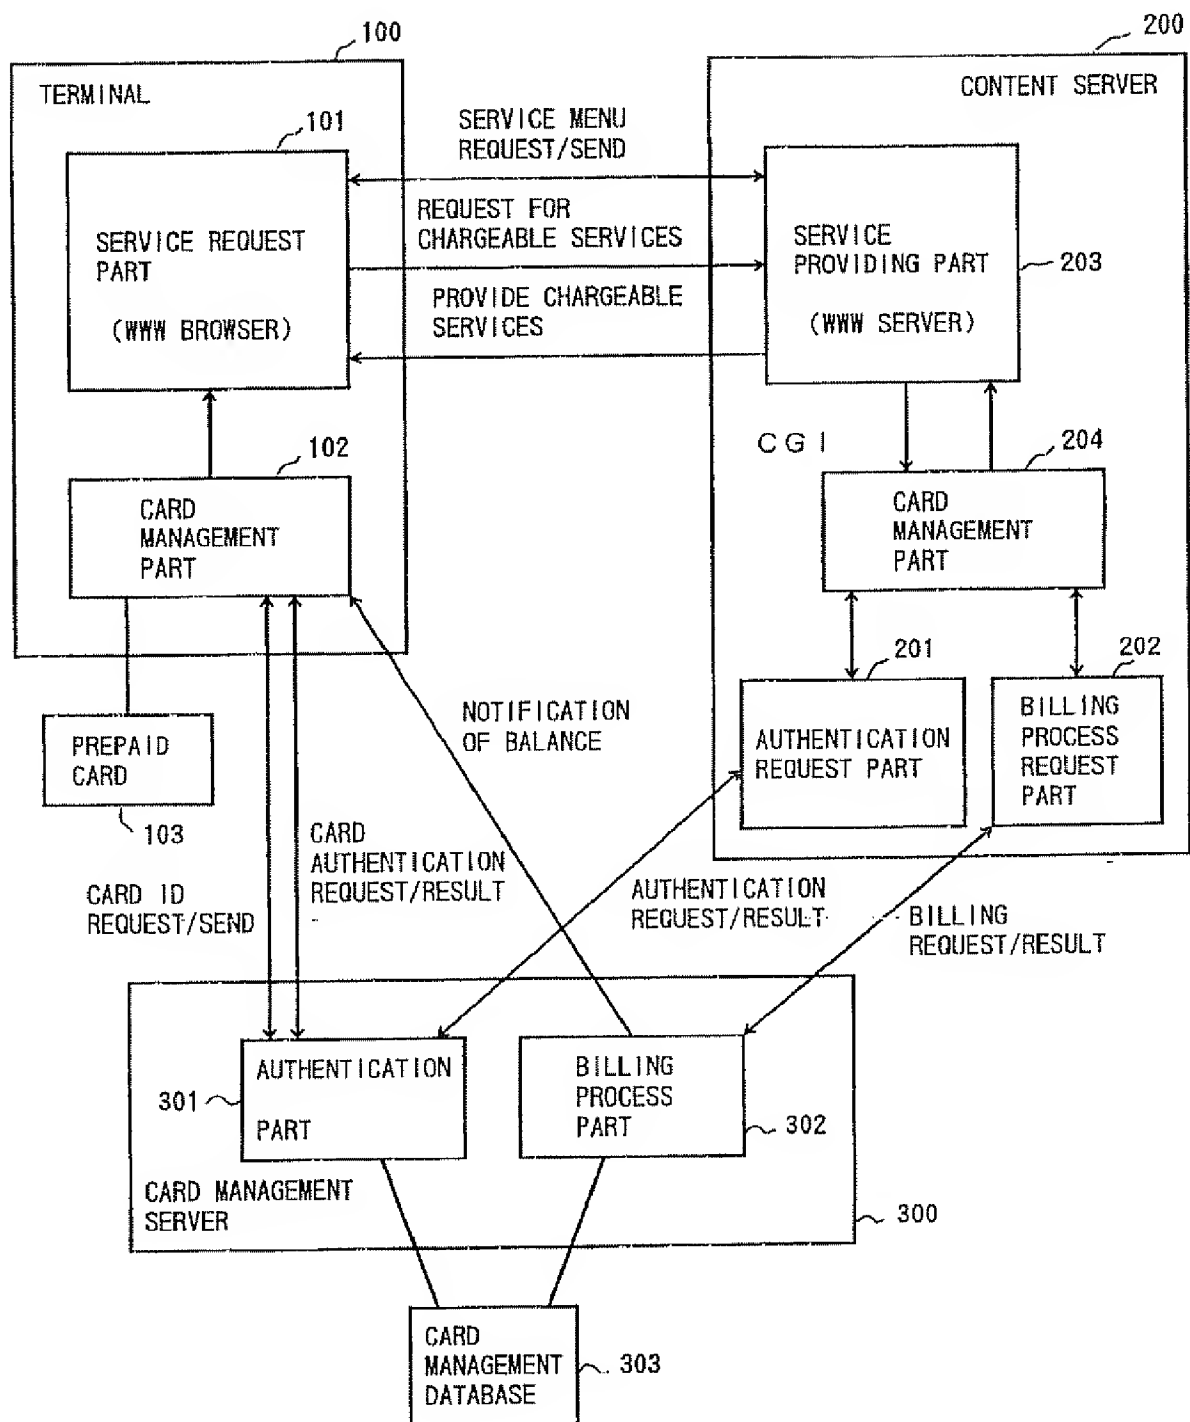 100
200
TERMINAL
CONTENT SERVER
101
SERVICE MENU
REQUEST/SEND
REQUEST FOR
CHARGEABLE SERVICES
SERVICE REQUEST
PART
(WWW BROWSER)
SERVICE
PROVIDING PART
(WWW SERVER)
203
PROVIDE CHARGEABLE
SERVICES
102
CGI
204
CARD
MANAGEMENT
PART
CARD
MANAGEMENT
PART
201
202
PREPAID
CARD
103
NOTIFICATION
OF BALANCE
AUTHENTICATION
REQUEST PART
BILLING
PROCESS
REQUEST
PART
CARD ID
REQUEST/SEND
CARD
AUTHENTICATION
REQUEST/RESULT
AUTHENTICATION
REQUEST/RESULT
BILLING
REQUEST/RESULT
301
AUTHENTICATION
PART
BILLING
PROCESS
PART
302
CARD MANAGEMENT
SERVER
300
CARD
MANAGEMENT
DATABASE
303